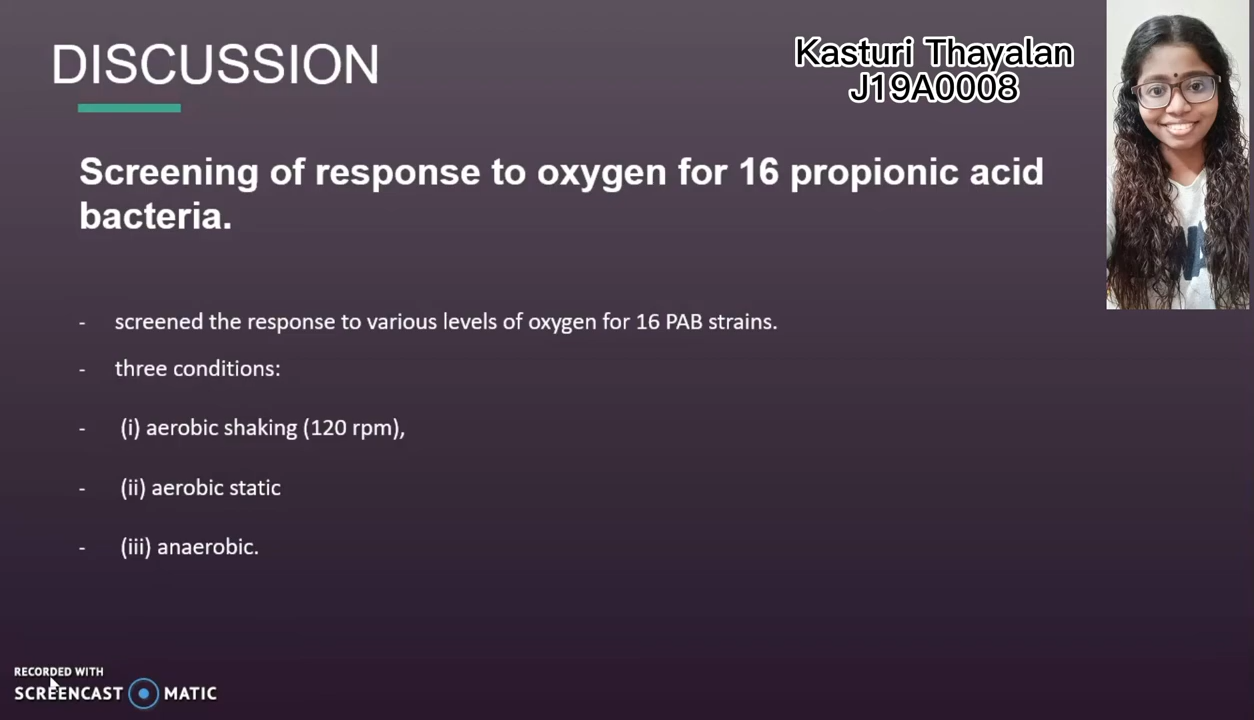 DISCUSSION
Kasturi Thayalan
J19A0008
Screening of response to oxygen for 16 propionic acid
bacteria.
- screened the response to various levels of oxygen for 16 PAB strains.
- three conditions:
- (i) aerobic shaking (120 rpm),
- (ii) aerobic static
- (iii) anaerobic.
RECORDED WITH
SCREENCAST MATIC